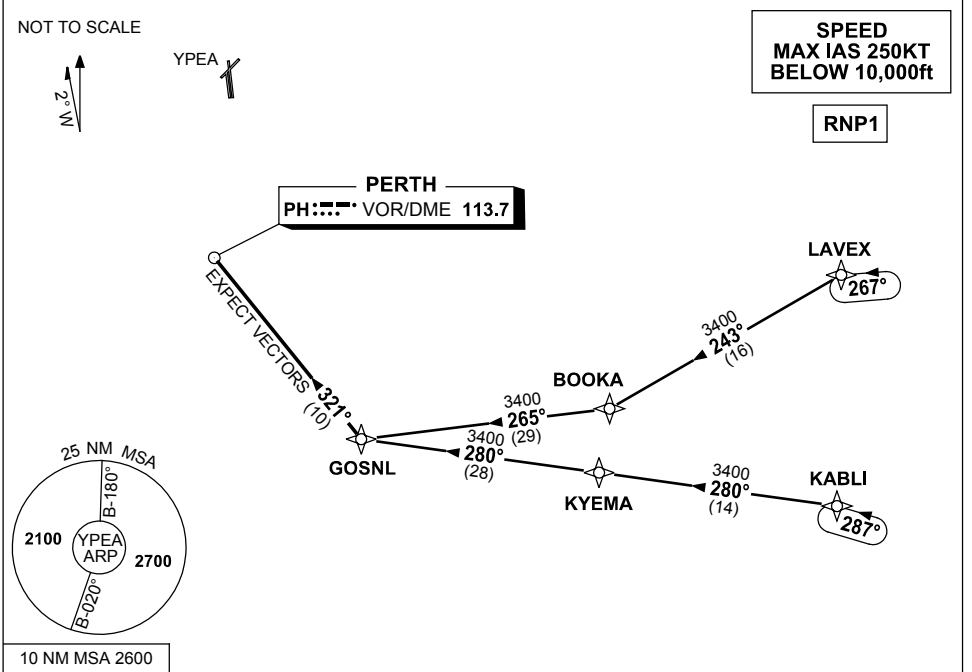 NOT TO SCALE
2° W
YPEA
SPEED
MAX IAS 250KT
BELOW 10,000ft
RNP1
PERTH
PH VOR/DME 113.7
LAVEX
267°
3400
243°
(16)
BOOKA
EXPECT VECTORS
321°
(10)
3400
265°
(29)
GOSNL
3400
280°
(28)
KYEMA
3400
280°
(14)
KABLI
287°
25 NM MSA
B-180°
2100
YPEA
ARP
2700
B-020°
10 NM MSA 2600